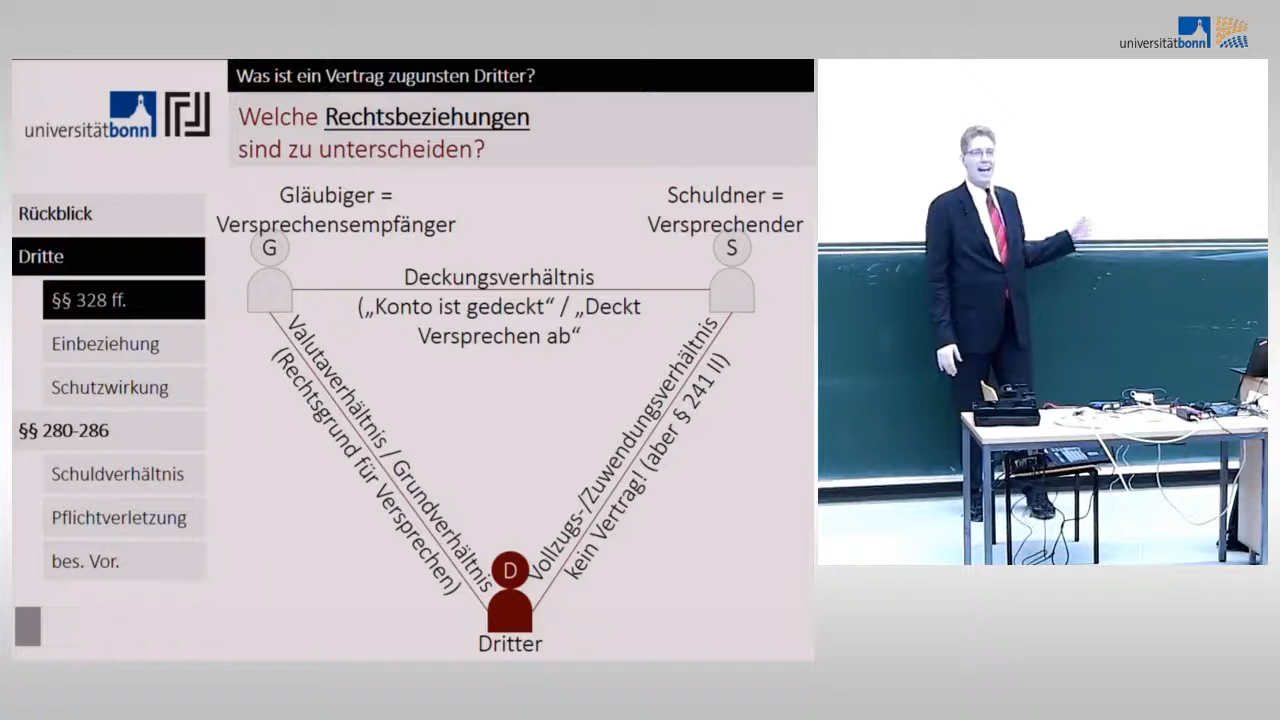 universitätbonn
Was ist ein Vertrag zugunsten Dritter?
universitätbonn
Welche Rechtsbeziehungen
sind zu unterscheiden?
Rückblick
Dritte
§§ 328 ff.
Einbeziehung
Schutzwirkung
§§ 280-286
Schuldverhältnis
Pflichtverletzung
bes. Vor.
Gläubiger =
Versprechensempfänger
G
Schuldner =
Versprechender
S
Deckungsverhältnis
(„Konto ist gedeckt“ / „Deckt
Versprechen ab“
Valutaverhältnis / Grundverhältnis
(Rechtsgrund für Versprechen)
Vollzugs-/Zuwendungsverhältnis
kein Vertrag! (aber § 241 II)
D
Dritter